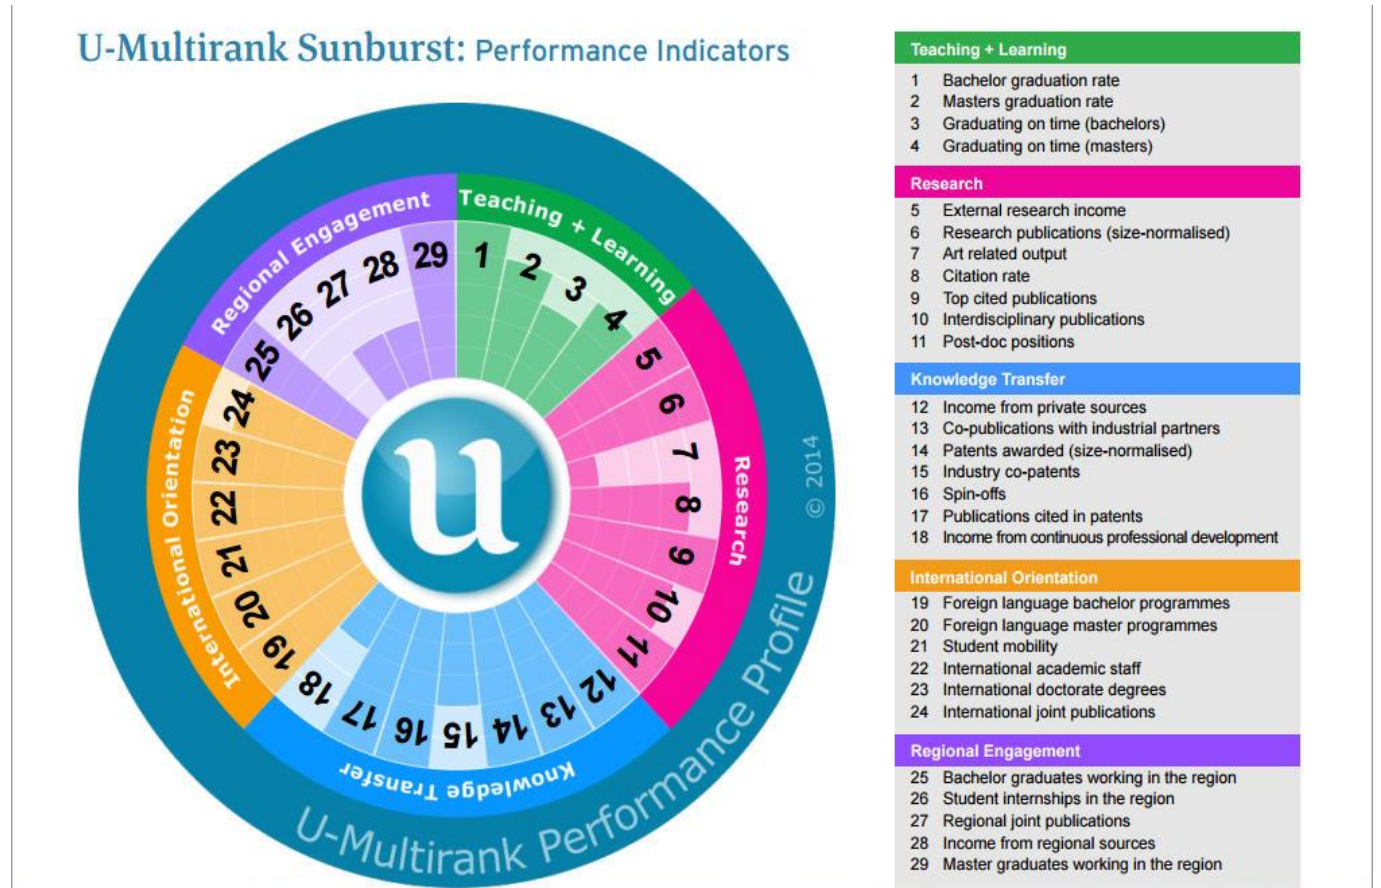 U-Multirank Sunburst: Performance Indicators
Teaching + Learning
1
2
3
4
Research
5
6
7
8
9
10
11
Knowledge Transfer
12
13
14
15
16
17
18
International Orientation
19
20
21
22
23
24
Regional Engagement
25
26
27
28
29
u
U-Multirank Performance Profile
© 2014
Teaching + Learning
1 Bachelor graduation rate
2 Masters graduation rate
3 Graduating on time (bachelors)
4 Graduating on time (masters)
Research
5 External research income
6 Research publications (size-normalised)
7 Art related output
8 Citation rate
9 Top cited publications
10 Interdisciplinary publications
11 Post-doc positions
Knowledge Transfer
12 Income from private sources
13 Co-publications with industrial partners
14 Patents awarded (size-normalised)
15 Industry co-patents
16 Spin-offs
17 Publications cited in patents
18 Income from continuous professional development
International Orientation
19 Foreign language bachelor programmes
20 Foreign language master programmes
21 Student mobility
22 International academic staff
23 International doctorate degrees
24 International joint publications
Regional Engagement
25 Bachelor graduates working in the region
26 Student internships in the region
27 Regional joint publications
28 Income from regional sources
29 Master graduates working in the region